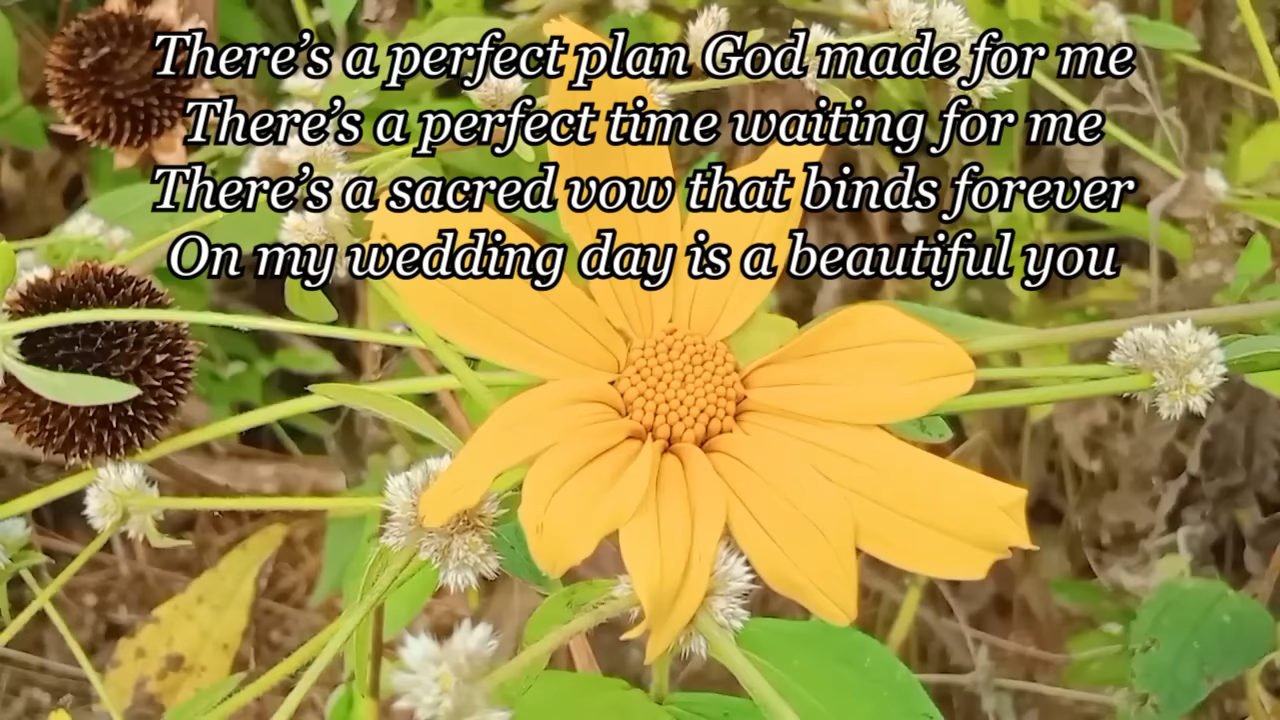 There’s a perfect plan God made for me
There’s a perfect time waiting for me
There’s a sacred vow that binds forever
On my wedding day is a beautiful you